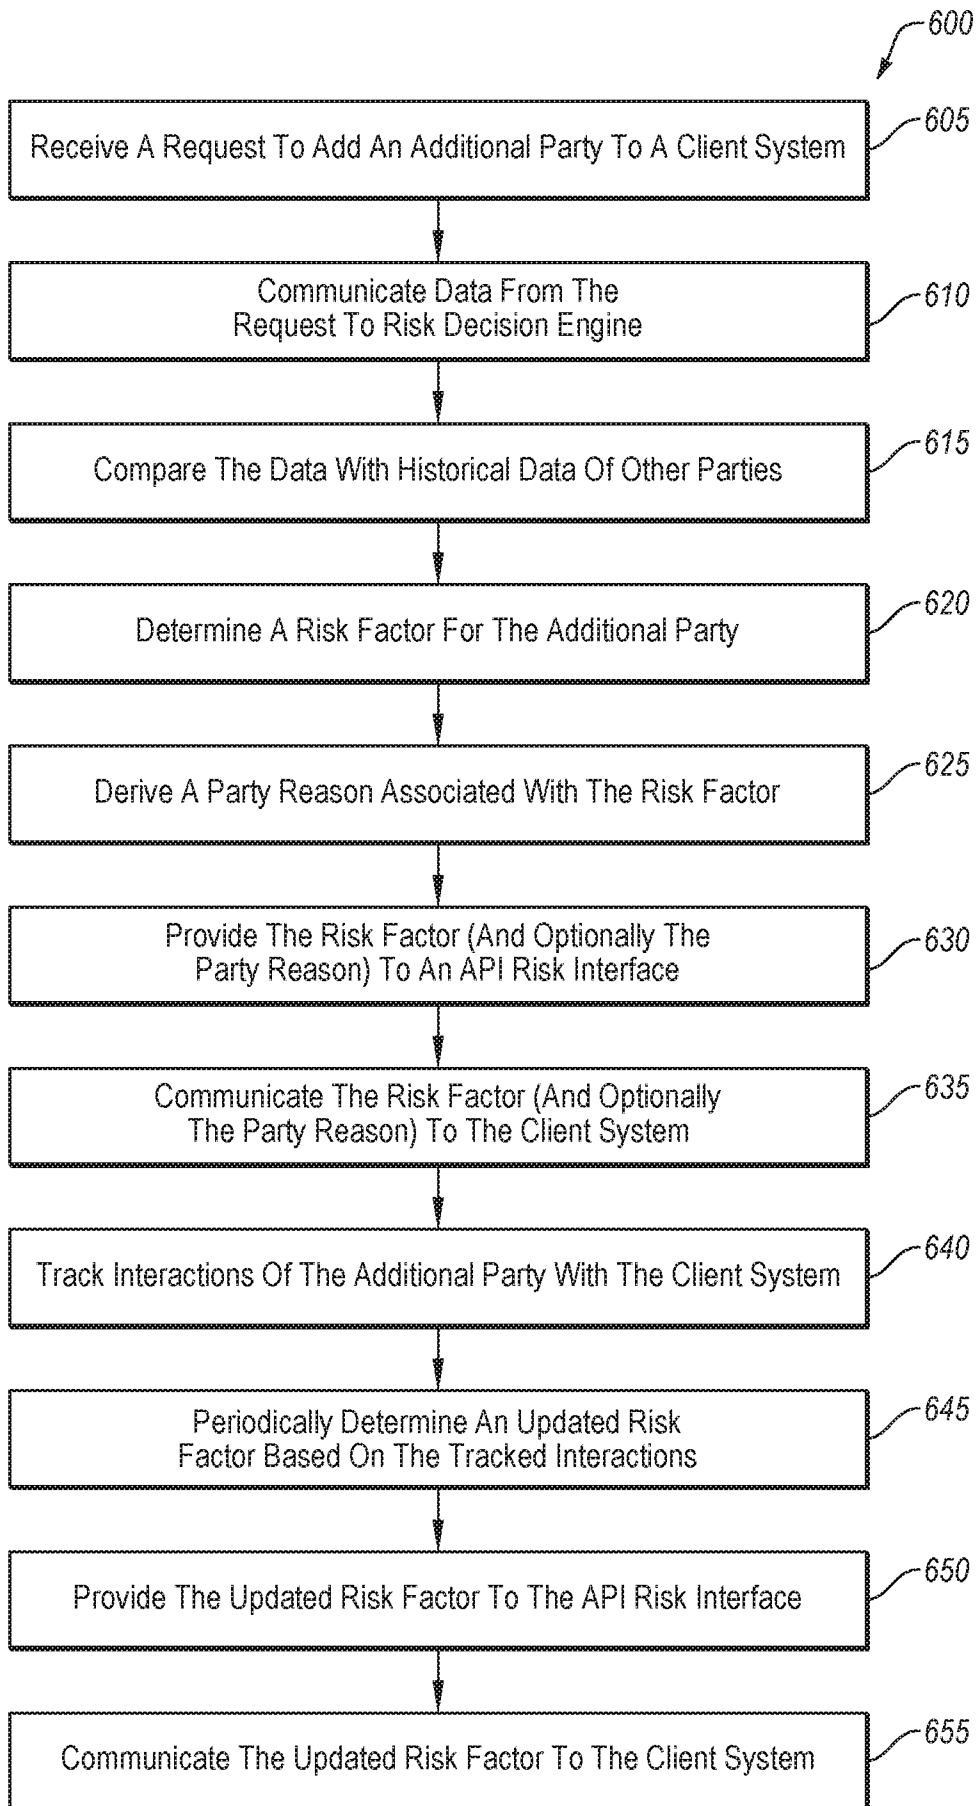 600
Receive A Request To Add An Additional Party To A Client System
605
Communicate Data From The
Request To Risk Decision Engine
610
Compare The Data With Historical Data Of Other Parties
615
Determine A Risk Factor For The Additional Party
620
Derive A Party Reason Associated With The Risk Factor
625
Provide The Risk Factor (And Optionally The
Party Reason) To An API Risk Interface
630
Communicate The Risk Factor (And Optionally
The Party Reason) To The Client System
635
Track Interactions Of The Additional Party With The Client System
640
Periodically Determine An Updated Risk
Factor Based On The Tracked Interactions
645
Provide The Updated Risk Factor To The API Risk Interface
650
Communicate The Updated Risk Factor To The Client System
655